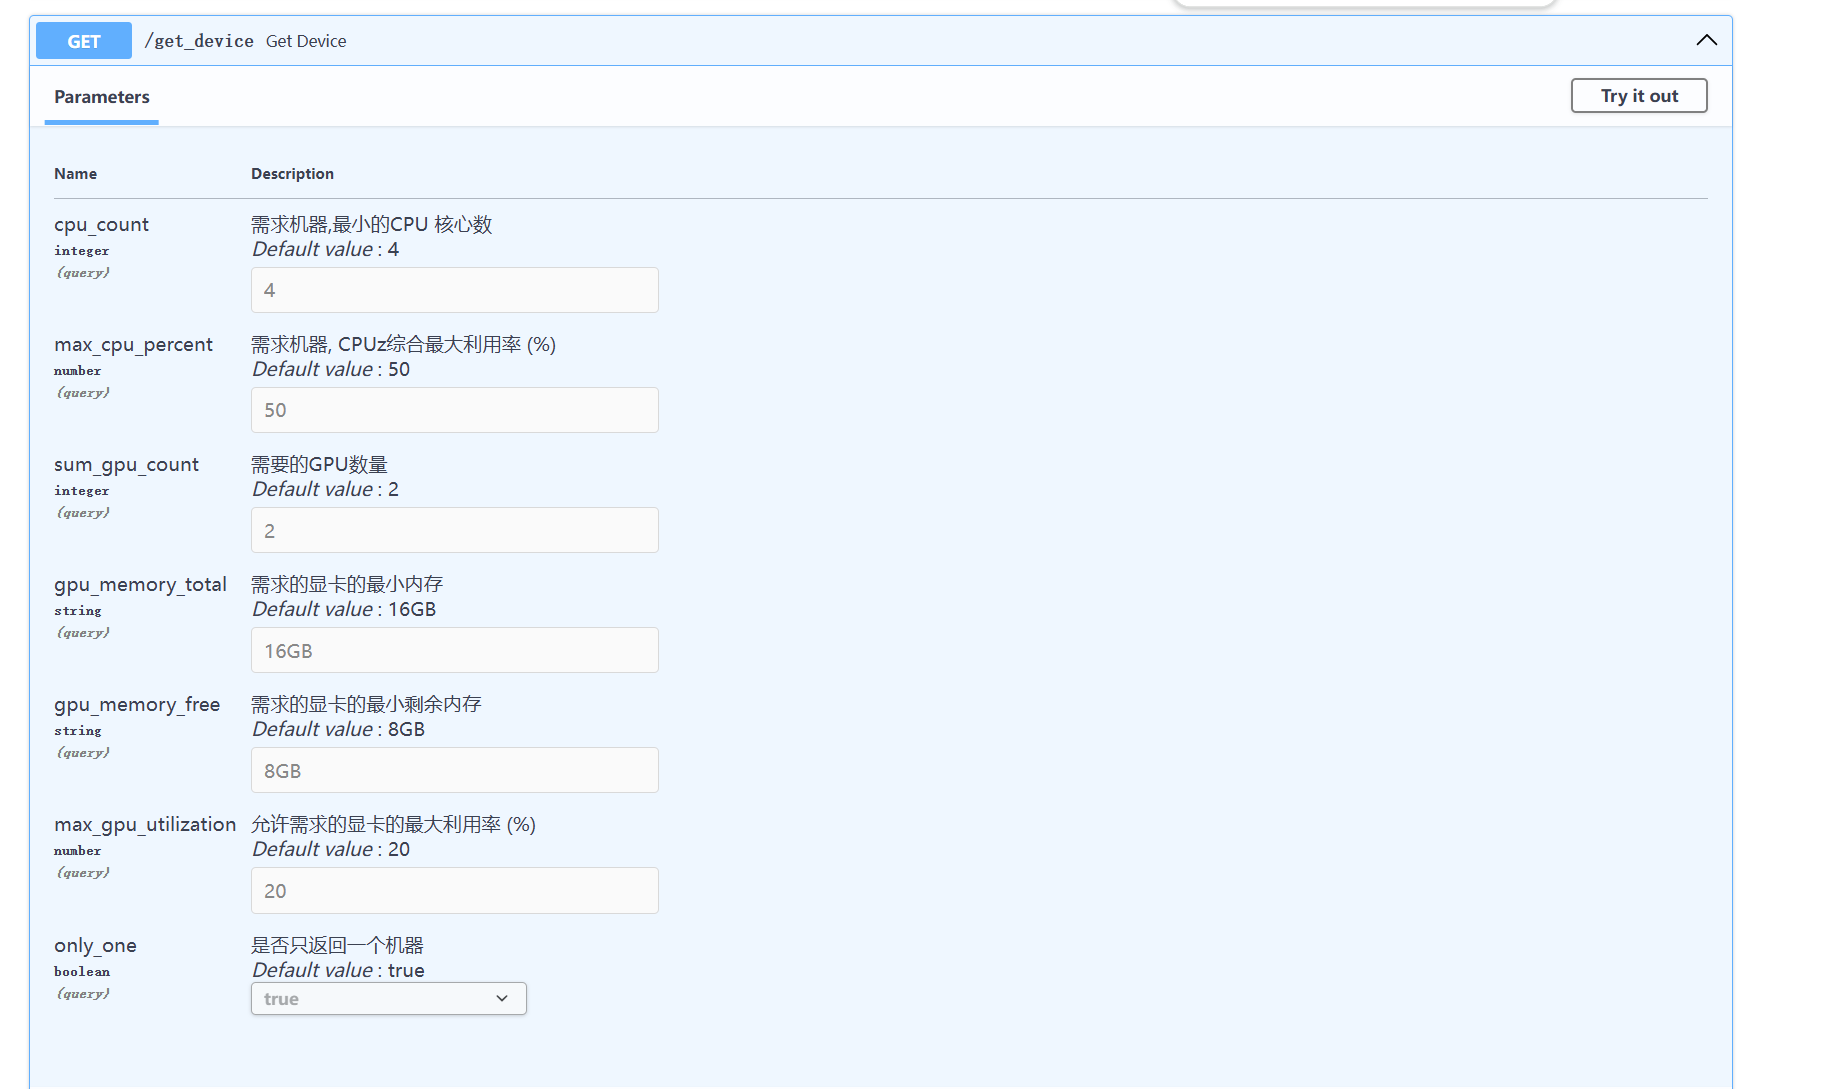 GET /get_device Get Device
Parameters
Try it out
Name Description
cpu_count
integer
(query)
需求机器,最小的CPU 核心数
Default value : 4
4
max_cpu_percent
number
(query)
需求机器, CPUz综合最大利用率 (%)
Default value : 50
50
sum_gpu_count
integer
(query)
需要的GPU数量
Default value : 2
2
gpu_memory_total
string
(query)
需求的显卡的最小内存
Default value : 16GB
16GB
gpu_memory_free
string
(query)
需求的显卡的最小剩余内存
Default value : 8GB
8GB
max_gpu_utilization
number
(query)
允许需求的显卡的最大利用率 (%)
Default value : 20
20
only_one
boolean
(query)
是否只返回一个机器
Default value : true
true